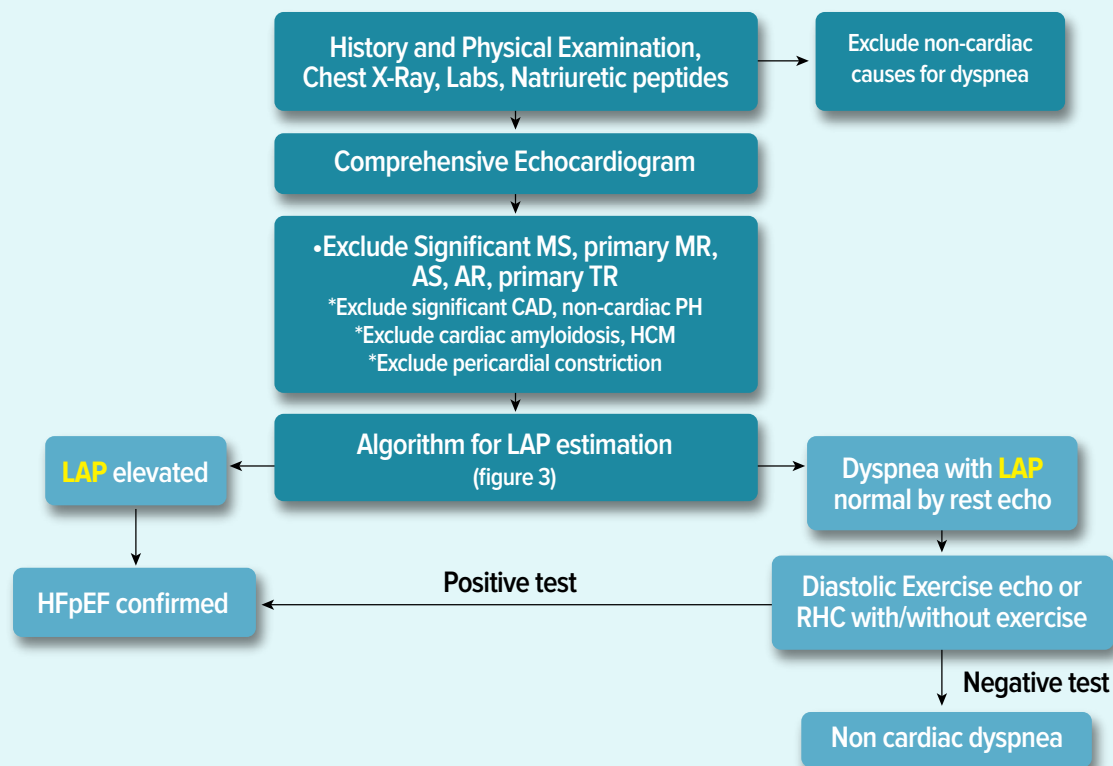 History and Physical Examination,
Chest X-Ray, Labs, Natriuretic peptides
Exclude non-cardiac
causes for dyspnea
Comprehensive Echocardiogram
•Exclude Significant MS, primary MR,
AS, AR, primary TR
*Exclude significant CAD, non-cardiac PH
*Exclude cardiac amyloidosis, HCM
*Exclude pericardial constriction
Algorithm for LAP estimation
(figure 3)
LAP elevated
Dyspnea with LAP
normal by rest echo
HFpEF confirmed
Positive test
Diastolic Exercise echo or
RHC with/without exercise
Negative test
Non cardiac dyspnea